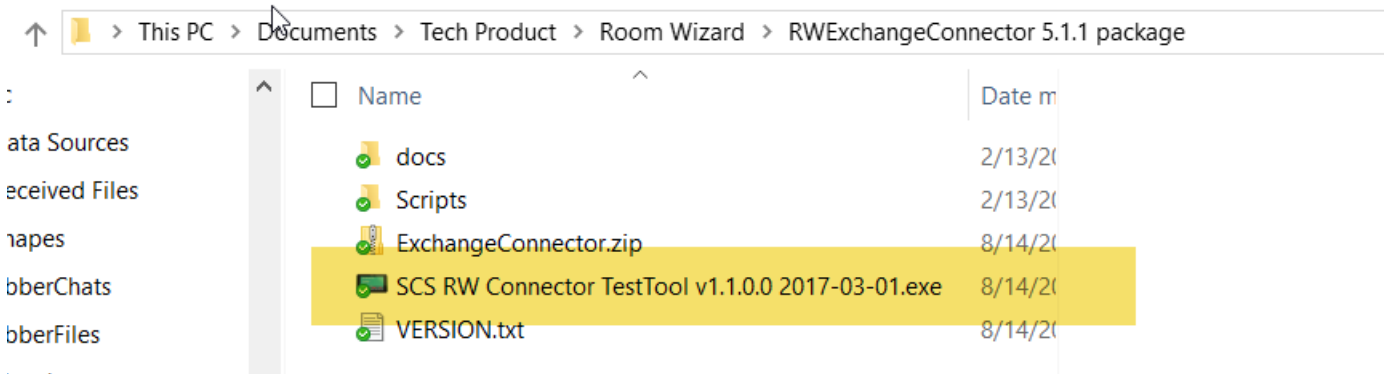 This PC > Documents > Tech Product > Room Wizard > RWExchangeConnector 5.1.1 package
Name Date m
ata Sources
eceived Files
hapes
bberChats
bberFiles
docs 2/13/20
Scripts 2/13/20
ExchangeConnector.zip 8/14/20
SCS RW Connector TestTool v1.1.0.0 2017-03-01.exe 8/14/20
VERSION.txt 8/14/20